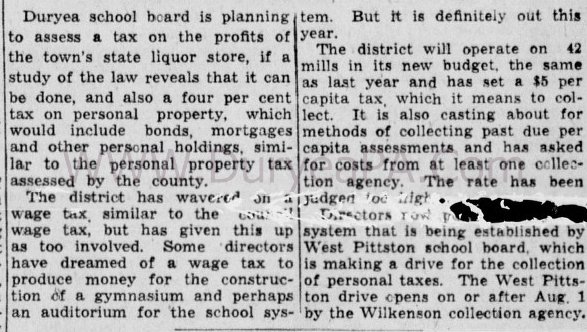 Duryea school board is planning
to assess a tax on the profits of
the town's state liquor store, if a
study of the law reveals that it can
be done, and also a four per cent
tax on personal property, which
would include bonds, mortgages
and other personal holdings, simi-
lar to the personal property tax
assessed by the county.
The district has wavered on a
wage tax, similar to the
wage tax, but has given this up
as too involved. Some directors
have dreamed of a wage tax to
produce money for the construc-
tion of a gymnasium and perhaps
an auditorium for the school sys-
tem. But it is definitely out this
year.
The district will operate on 42
mills in its new budget, the same
as last year and has set a $5 per
capita tax, which it means to col-
lect. It is also casting about for
methods of collecting past due per
capita assessments and has asked
for costs from at least one collec-
tion agency. The rate has been
judged too high.
Directors
system that is being established by
West Pittston school board, which
is making a drive for the collection
of personal taxes. The West Pitts-
ton drive opens on or after Aug. 1
by the Wilkenson collection agency.
www.DuryeaPA.com